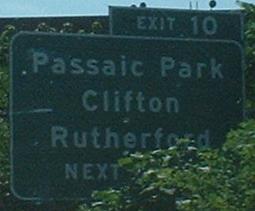 EXIT 10
Passaic Park
Clifton
Rutherford
NEXT